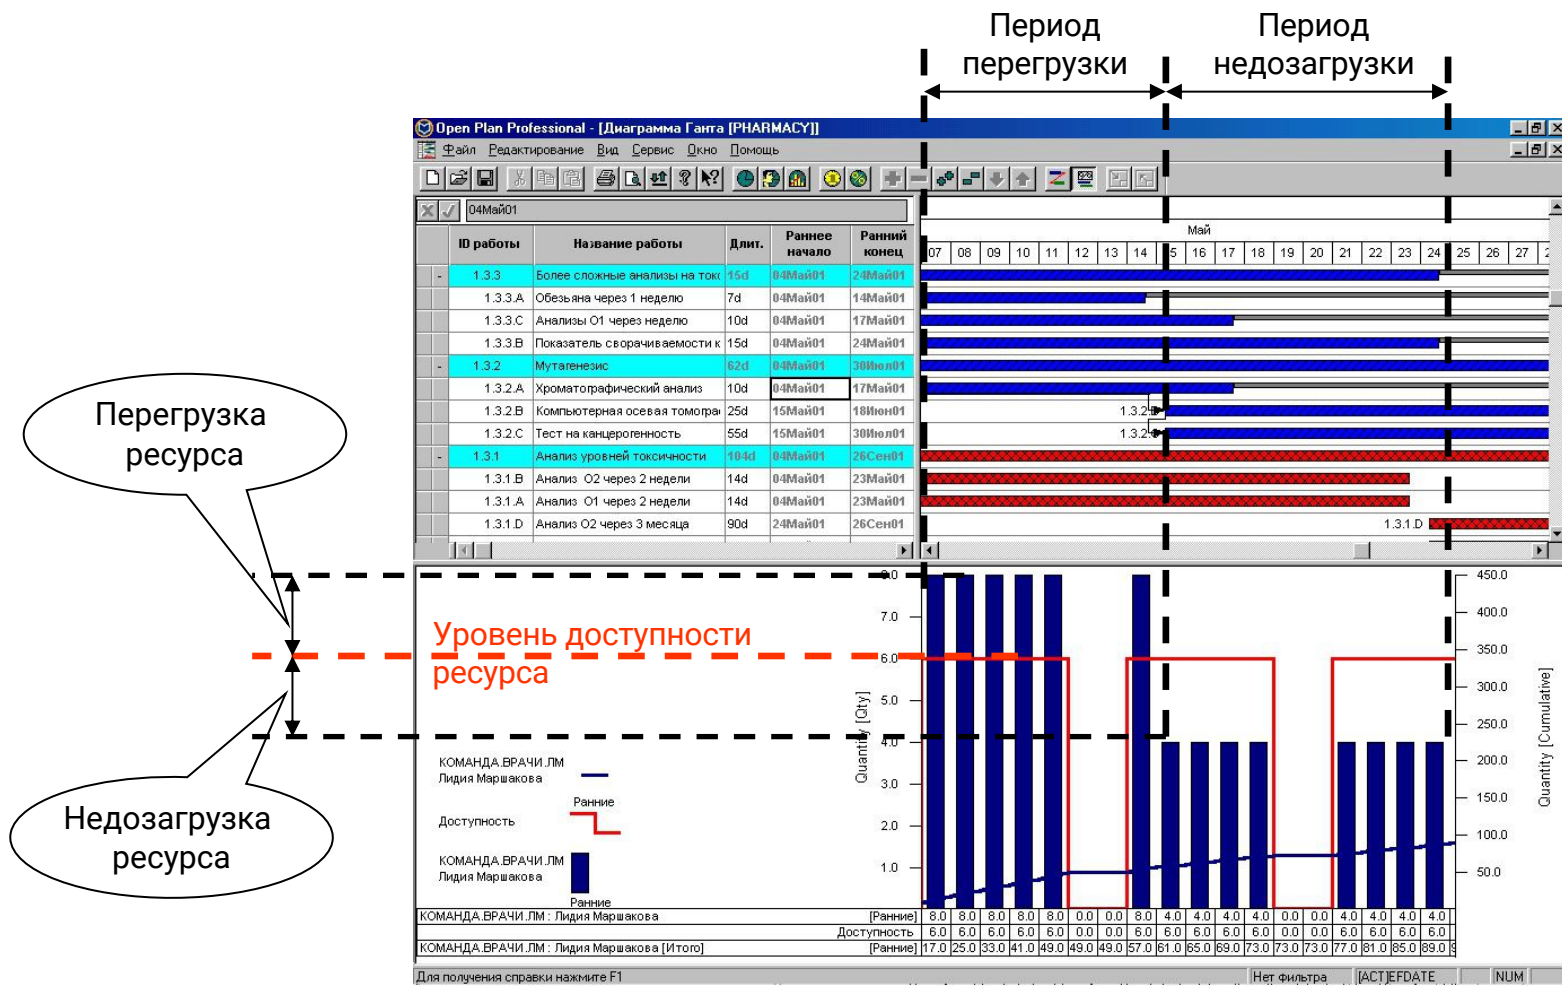 Период
перегрузки
Период
недозагрузки
Open Plan Professional - [Диаграмма Ганта [PHARMACY]]
Файл Редактирование Вид Сервис Окно Помощь
04Май01
ID работы Название работы Длит. Раннее начало Ранний конец
Май
07 08 09 10 11 12 13 14 5 16 17 18 19 20 21 22 23 24 25 26 27
1.3.3 Более сложные анализы на ток 15d 04Май01 24Май01
1.3.3.A Обезьяна через 1 неделю 7d 04Май01 14Май01
1.3.3.C Анализы O1 через неделю 10d 04Май01 17Май01
1.3.3.B Показатель сворачиваемости к 15d 04Май01 24Май01
1.3.2 Мутагенезис 62d 04Май01 30Июл01
1.3.2.A Хроматографический анализ 10d 04Май01 17Май01
1.3.2.B Компьютерная осевая томогра 25d 15Май01 18Июн01 1.3.2.B
1.3.2.C Тест на канцерогенность 55d 15Май01 30Июл01 1.3.2.C
1.3.1 Анализ уровней токсичности 104d 04Май01 26Сен01
1.3.1.B Анализ O2 через 2 недели 14d 04Май01 23Май01
1.3.1.A Анализ O1 через 2 недели 14d 04Май01 23Май01
1.3.1.D Анализ O2 через 3 месяца 90d 24Май01 26Сен01 1.3.1.D
Перегрузка
ресурса
Уровень доступности
ресурса
Недозагрузка
ресурса
8.0
7.0
6.0
5.0
4.0
3.0
2.0
1.0
Quantity [Qty]
450.0
400.0
350.0
300.0
250.0
200.0
150.0
100.0
50.0
Quantity [Cumulative]
КОМАНДА.ВРАЧИ.ЛМ
Лидия Маршакова
Ранние
Доступность
КОМАНДА.ВРАЧИ.ЛМ
Лидия Маршакова
Ранние
КОМАНДА.ВРАЧИ.ЛМ : Лидия Маршакова [Ранние] 8.0 8.0 8.0 8.0 8.0 0.0 0.0 8.0 4.0 4.0 4.0 4.0 0.0 0.0 4.0 4.0 4.0 4.0
Доступность 6.0 6.0 6.0 6.0 6.0 0.0 0.0 6.0 6.0 6.0 6.0 6.0 0.0 0.0 6.0 6.0 6.0 6.0
КОМАНДА.ВРАЧИ.ЛМ : Лидия Маршакова [Итого] [Ранние] 17.0 25.0 33.0 41.0 49.0 49.0 49.0 57.0 61.0 65.0 69.0 73.0 73.0 73.0 77.0 81.0 85.0 89.0
Для получения справки нажмите F1 Нет фильтра [ACT]EFDATE NUM